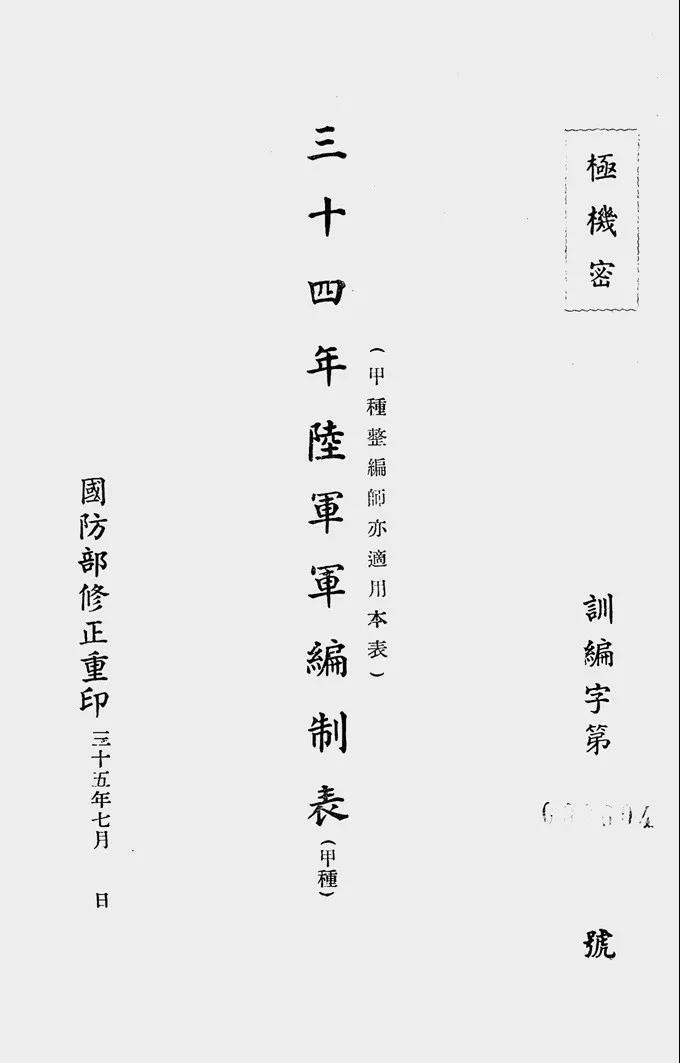 極機密
訓編字第
號
(甲種整編師亦適用本表)
三十四年陸軍軍編制表(甲種)
國防部修正重印三十五年七月 日